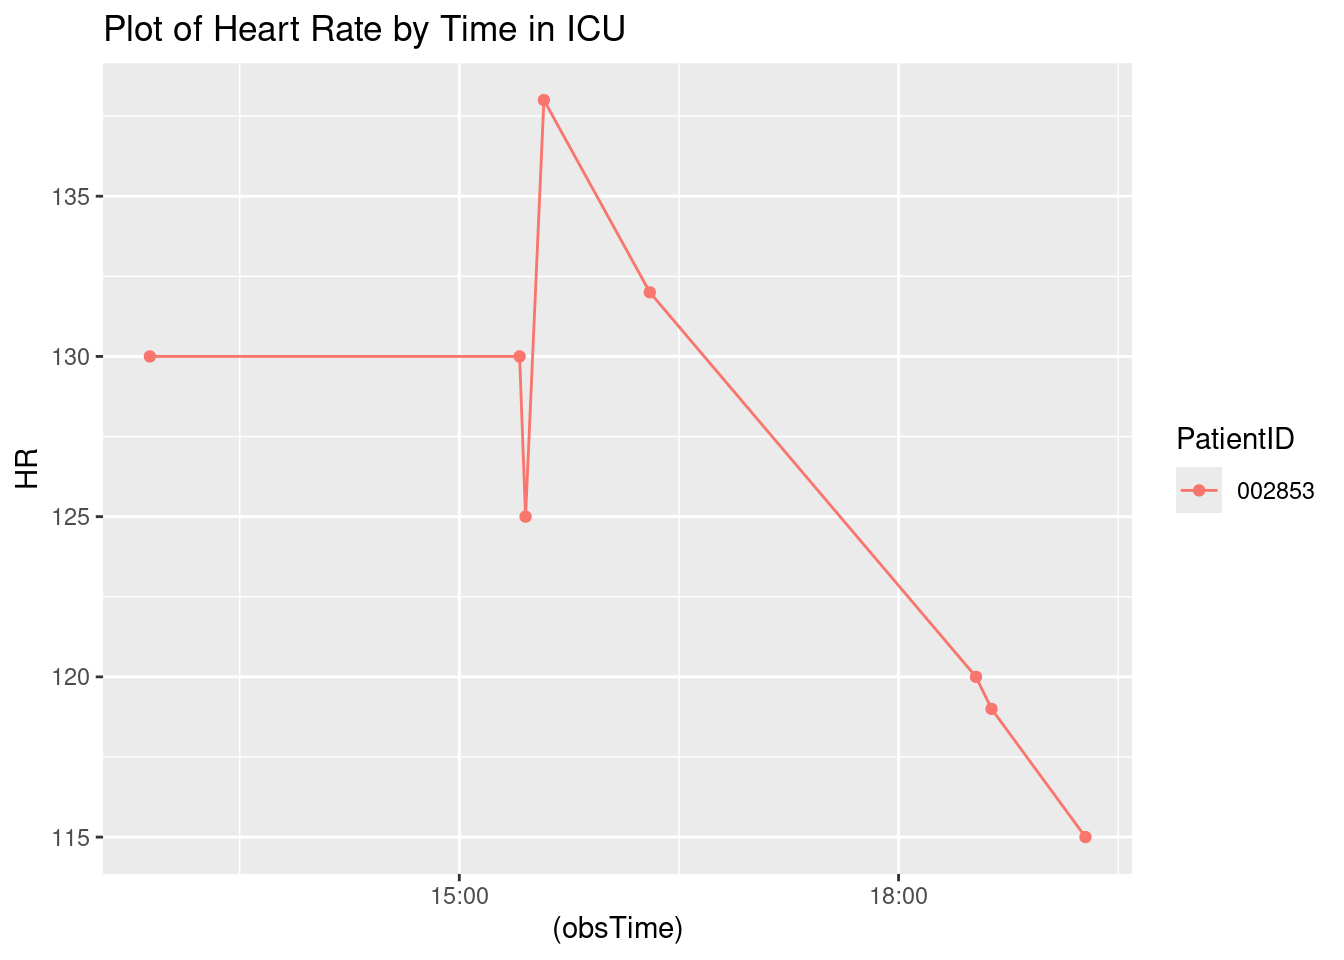 Plot of Heart Rate by Time in ICU
135
130
125
120
115
HR
15:00
18:00
(obsTime)
PatientID
002853